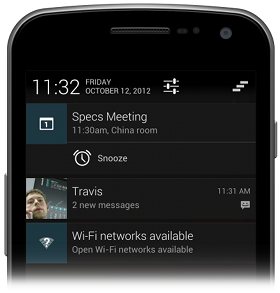 11:32
FRIDAY
OCTOBER 12, 2012
1
Specs Meeting
11:30am, China room
Snooze
Travis
11:31 AM
2 new messages
Wi-Fi networks available
Open Wi-Fi networks available